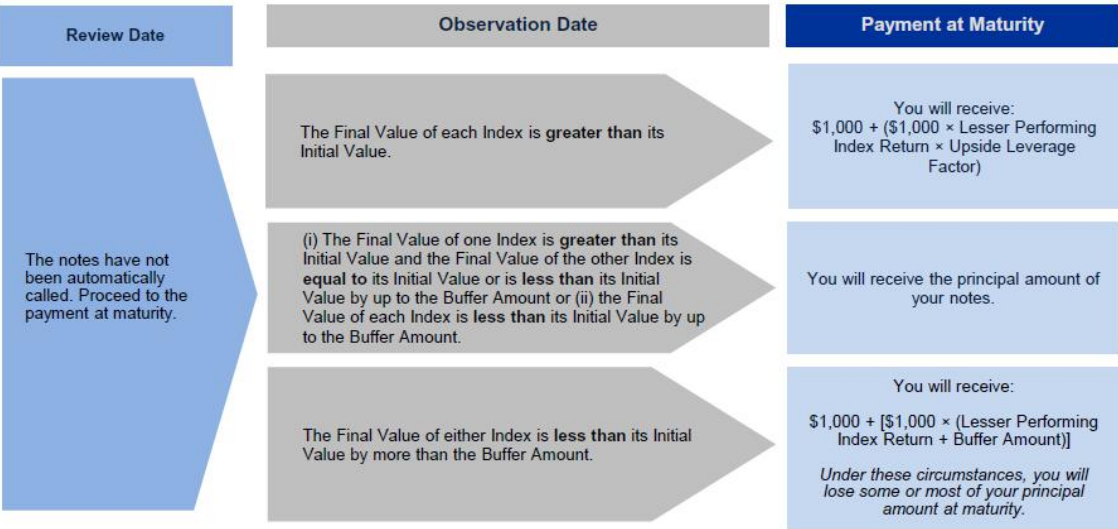 Review Date
Observation Date
Payment at Maturity
The notes have not
been automatically
called. Proceed to the
payment at maturity.
The Final Value of each Index is greater than its
Initial Value.
You will receive:
$1,000 + ($1,000 × Lesser Performing
Index Return × Upside Leverage
Factor)
(i) The Final Value of one Index is greater than its
Initial Value and the Final Value of the other Index is
equal to its Initial Value or is less than its Initial
Value by up to the Buffer Amount or (ii) the Final
Value of each Index is less than its Initial Value by up
to the Buffer Amount.
You will receive the principal amount of
your notes.
The Final Value of either Index is less than its Initial
Value by more than the Buffer Amount.
You will receive:
$1,000 + [$1,000 × (Lesser Performing
Index Return + Buffer Amount)]
Under these circumstances, you will
lose some or most of your principal
amount at maturity.